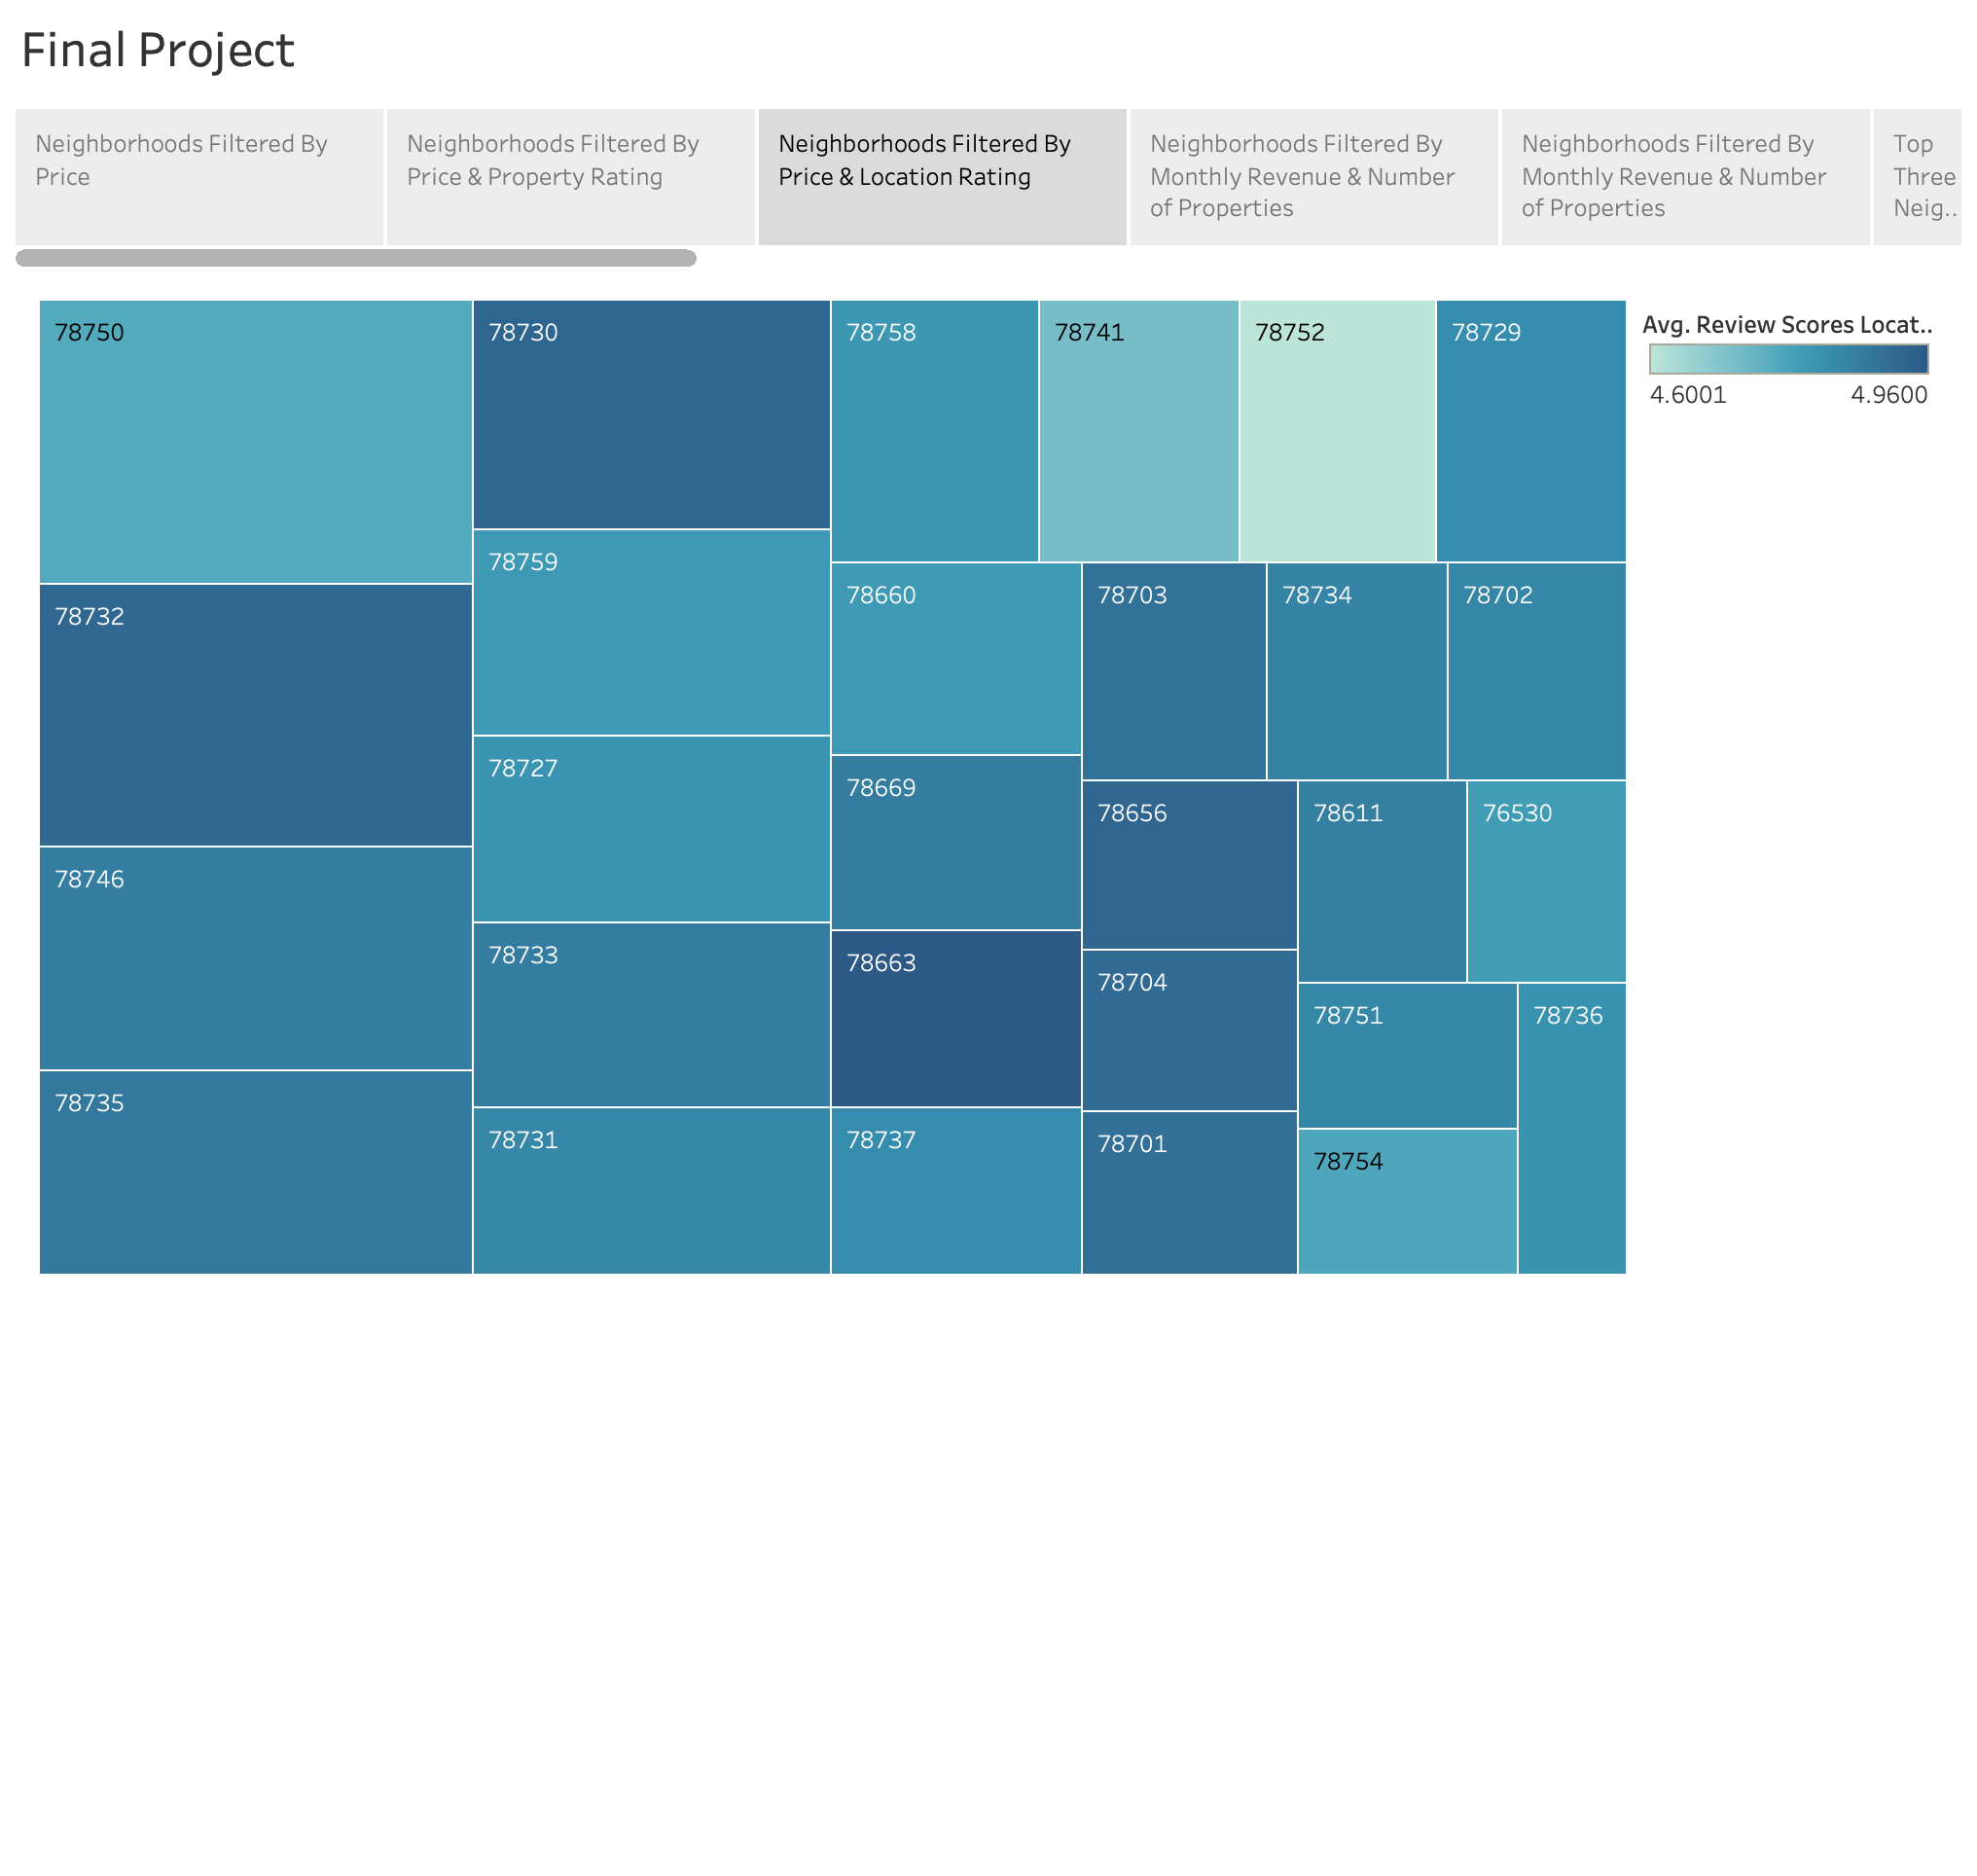 Final Project
Neighborhoods Filtered By
Price
Neighborhoods Filtered By
Price & Property Rating
Neighborhoods Filtered By
Price & Location Rating
Neighborhoods Filtered By
Monthly Revenue & Number
of Properties
Neighborhoods Filtered By
Monthly Revenue & Number
of Properties
Top
Three
Neig..
78750
78732
78746
78735
78730
78759
78727
78733
78731
78758
78741
78752
78729
78660
78669
78663
78737
78703
78734
78702
78656
78704
78701
78611
76530
78751
78754
78736
Avg. Review Scores Locat..
4.6001
4.9600